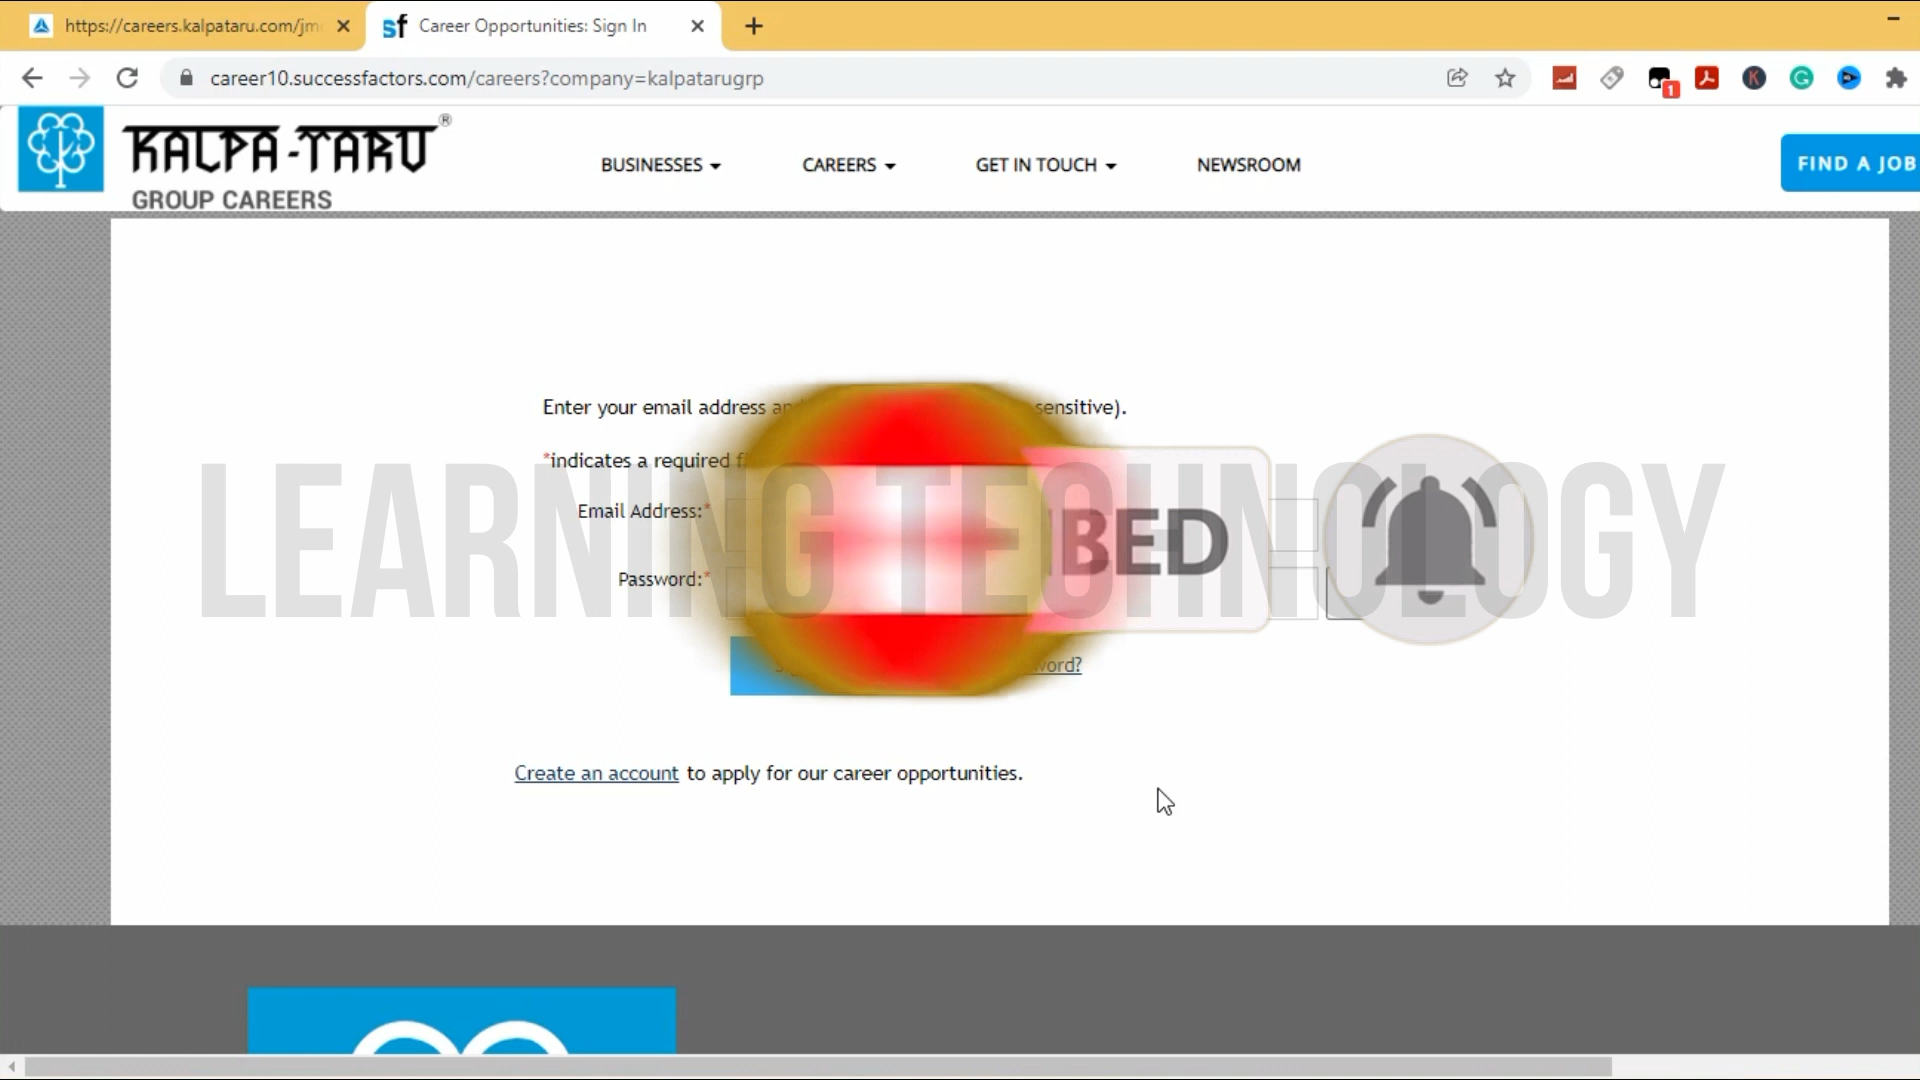 https://careers.kalpataru.com/jm
Career Opportunities: Sign In
career10.successfactors.com/careers?company=kalpatarugrp
1
KALPA-TARU®
GROUP CAREERS
BUSINESSES
CAREERS
GET IN TOUCH
NEWSROOM
FIND A JOB
Enter your email address sensitive).
*indicates a required
LEARNING TECHNOLOGY
Email Address:*
BED
Password:*
word?
Create an account to apply for our career opportunities.